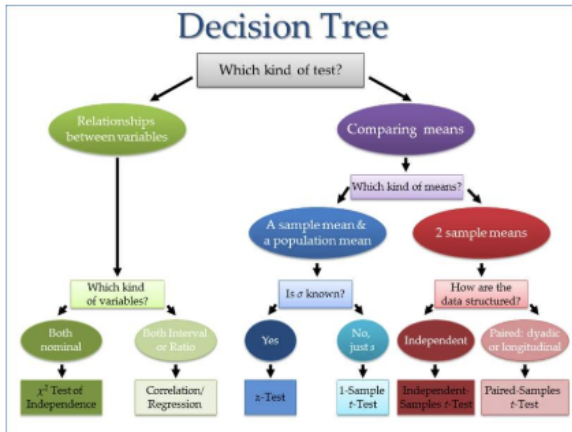 Decision Tree
Which kind of test?
Relationships
between variables
Comparing means
Which kind of means?
A sample mean &
a population mean
2 sample means
Which kind
of variables?
Is σ known?
How are the
data structured?
Both
nominal
Both Interval
or Ratio
Yes
No,
just s
Independent
Paired: dyadic
or longitudinal
χ² Test of
Independence
Correlation/
Regression
z-Test
1-Sample
t-Test
Independent-
Samples t-Test
Paired-Samples
t-Test